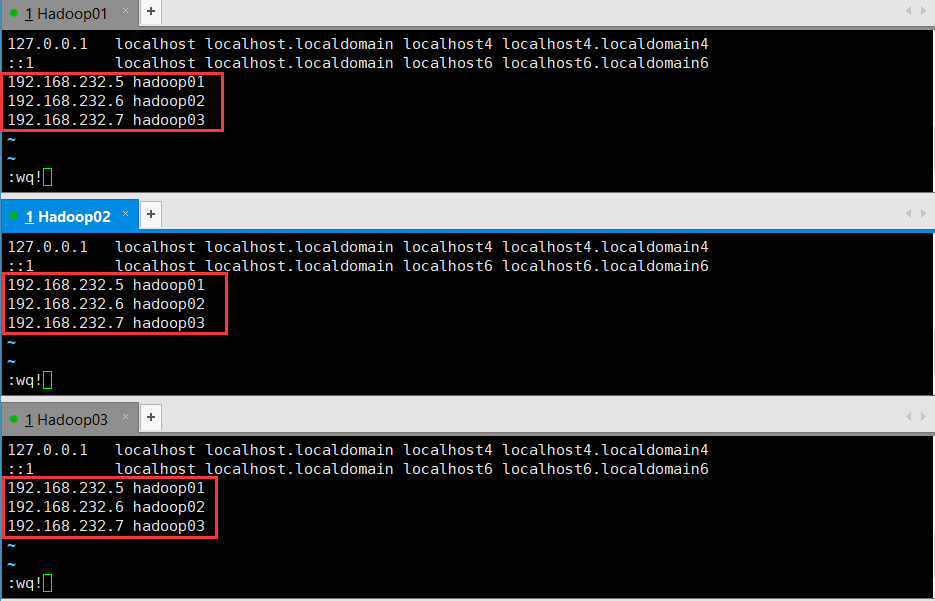 1 Hadoop01 × +
127.0.0.1   localhost localhost.localdomain localhost4 localhost4.localdomain4
::1         localhost localhost.localdomain localhost6 localhost6.localdomain6
192.168.232.5 hadoop01
192.168.232.6 hadoop02
192.168.232.7 hadoop03
~
~
:wq!
1 Hadoop02 × +
127.0.0.1   localhost localhost.localdomain localhost4 localhost4.localdomain4
::1         localhost localhost.localdomain localhost6 localhost6.localdomain6
192.168.232.5 hadoop01
192.168.232.6 hadoop02
192.168.232.7 hadoop03
~
~
:wq!
1 Hadoop03 × +
127.0.0.1   localhost localhost.localdomain localhost4 localhost4.localdomain4
::1         localhost localhost.localdomain localhost6 localhost6.localdomain6
192.168.232.5 hadoop01
192.168.232.6 hadoop02
192.168.232.7 hadoop03
~
~
:wq!